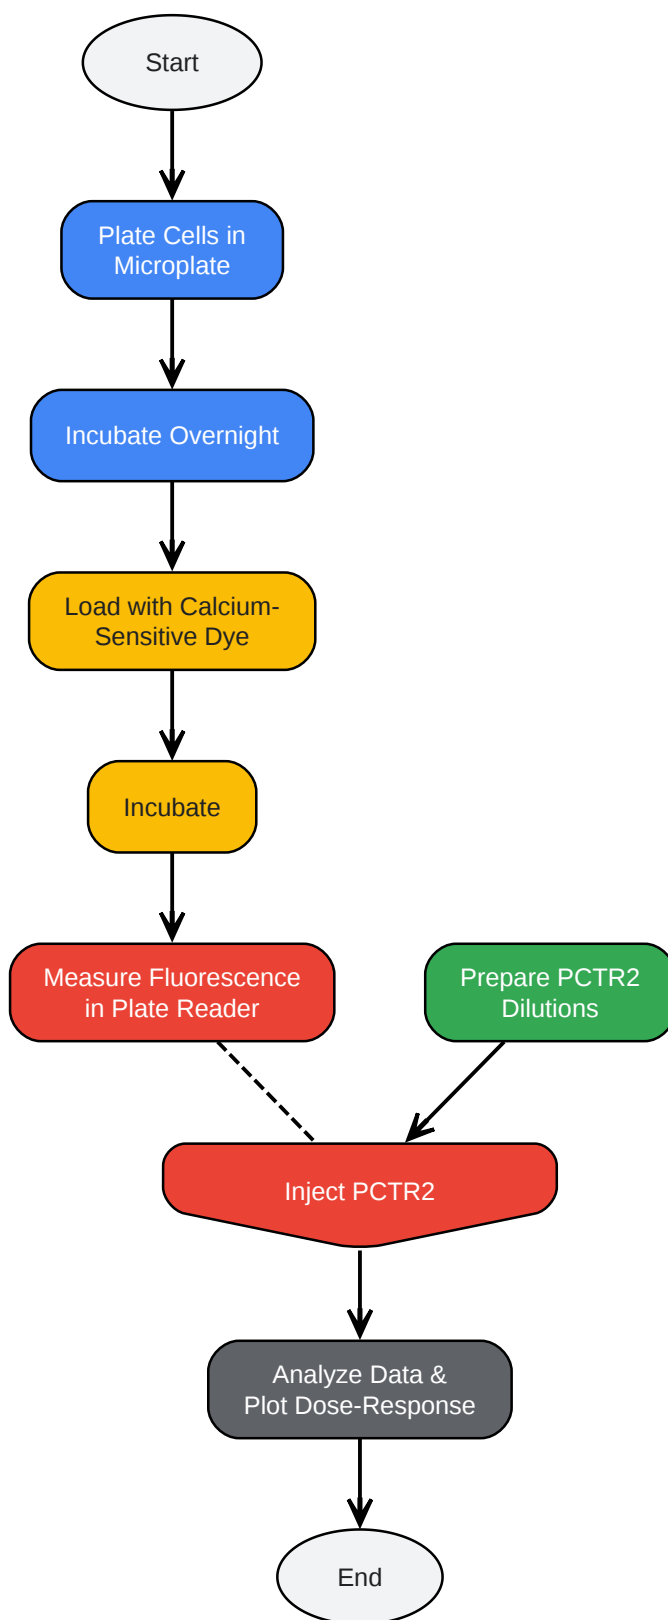 Start
Plate Cells in
Microplate
Incubate Overnight
Load with Calcium-
Sensitive Dye
Incubate
Measure Fluorescence
in Plate Reader
Prepare PCTR2
Dilutions
Inject PCTR2
Analyze Data &
Plot Dose-Response
End